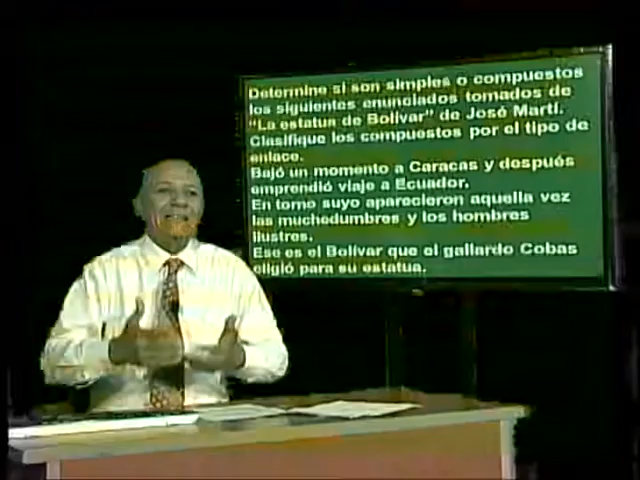 Determine si son simples o compuestos
los siguientes enunciados tomados de
"La estatua de Bolívar" de José Martí.
Clasifique los compuestos por el tipo de
enlace.
Bajó un momento a Caracas y después
emprendió viaje a Ecuador.
En torno suyo aparecieron aquella vez
las muchedumbres y los hombres
ilustres.
Ese es el Bolívar que el gallardo Cobas
eligió para su estatua.